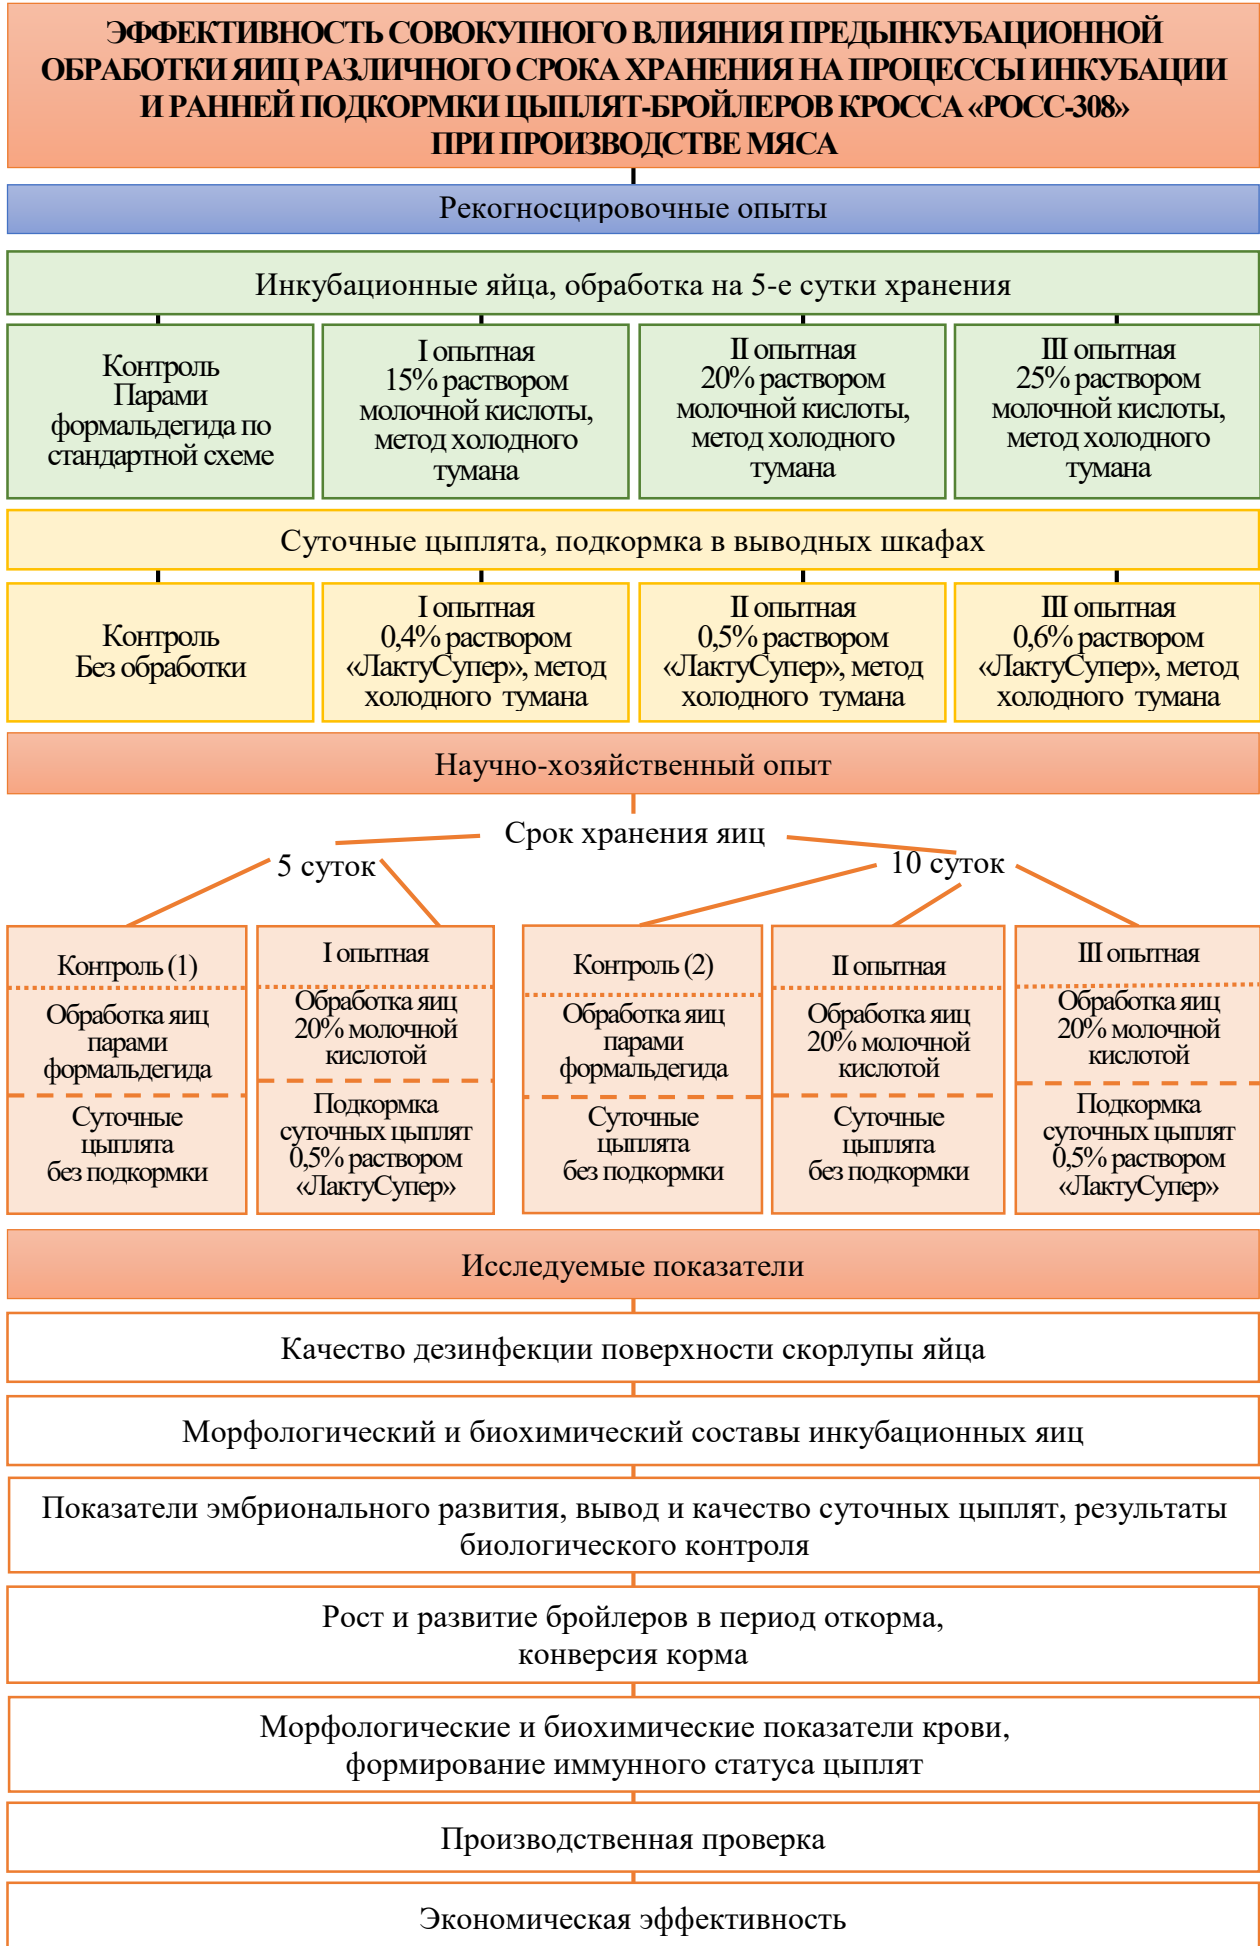 ЭФФЕКТИВНОСТЬ СОВОКУПНОГО ВЛИЯНИЯ ПРЕДЫНКУБАЦИОННОЙ
ОБРАБОТКИ ЯИЦ РАЗЛИЧНОГО СРОКА ХРАНЕНИЯ НА ПРОЦЕССЫ ИНКУБАЦИИ
И РАННЕЙ ПОДКОРМКИ ЦЫПЛЯТ-БРОЙЛЕРОВ КРОССА «РОСС-308»
ПРИ ПРОИЗВОДСТВЕ МЯСА
Рекогносцировочные опыты
Инкубационные яйца, обработка на 5-е сутки хранения
Контроль
Парами
формальдегида по
стандартной схеме
I опытная
15% раствором
молочной кислоты,
метод холодного
тумана
II опытная
20% раствором
молочной кислоты,
метод холодного
тумана
III опытная
25% раствором
молочной кислоты,
метод холодного
тумана
Суточные цыплята, подкормка в выводных шкафах
Контроль
Без обработки
I опытная
0,4% раствором
«ЛактуСупер», метод
холодного тумана
II опытная
0,5% раствором
«ЛактуСупер», метод
холодного тумана
III опытная
0,6% раствором
«ЛактуСупер», метод
холодного тумана
Научно-хозяйственный опыт
Срок хранения яиц
5 суток
10 суток
Контроль (1)
Обработка яиц
парами
формальдегида
Суточные
цыплята
без подкормки
I опытная
Обработка яиц
20% молочной
кислотой
Подкормка
суточных цыплят
0,5% раствором
«ЛактуСупер»
Контроль (2)
Обработка яиц
парами
формальдегида
Суточные
цыплята
без подкормки
II опытная
Обработка яиц
20% молочной
кислотой
Суточные
цыплята
без подкормки
III опытная
Обработка яиц
20% молочной
кислотой
Подкормка
суточных цыплят
0,5% раствором
«ЛактуСупер»
Исследуемые показатели
Качество дезинфекции поверхности скорлупы яйца
Морфологический и биохимический составы инкубационных яиц
Показатели эмбрионального развития, вывод и качество суточных цыплят, результаты
биологического контроля
Рост и развитие бройлеров в период откорма,
конверсия корма
Морфологические и биохимические показатели крови,
формирование иммунного статуса цыплят
Производственная проверка
Экономическая эффективность